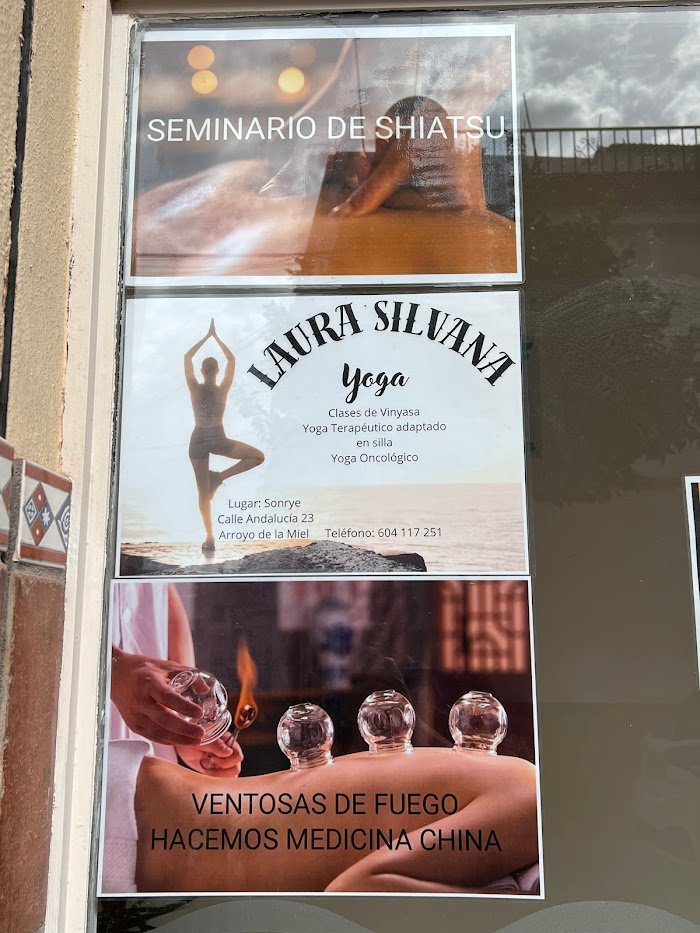 SEMINARIO DE SHIATSU
LAURA SILVANA
Yoga
Clases de Vinyasa
Yoga Terapéutico adaptado
en silla
Yoga Oncológico
Lugar: Sonrye
Calle Andalucía 23
Arroyo de la Miel Teléfono: 604 117 251
VENTOSAS DE FUEGO
HACEMOS MEDICINA CHINA